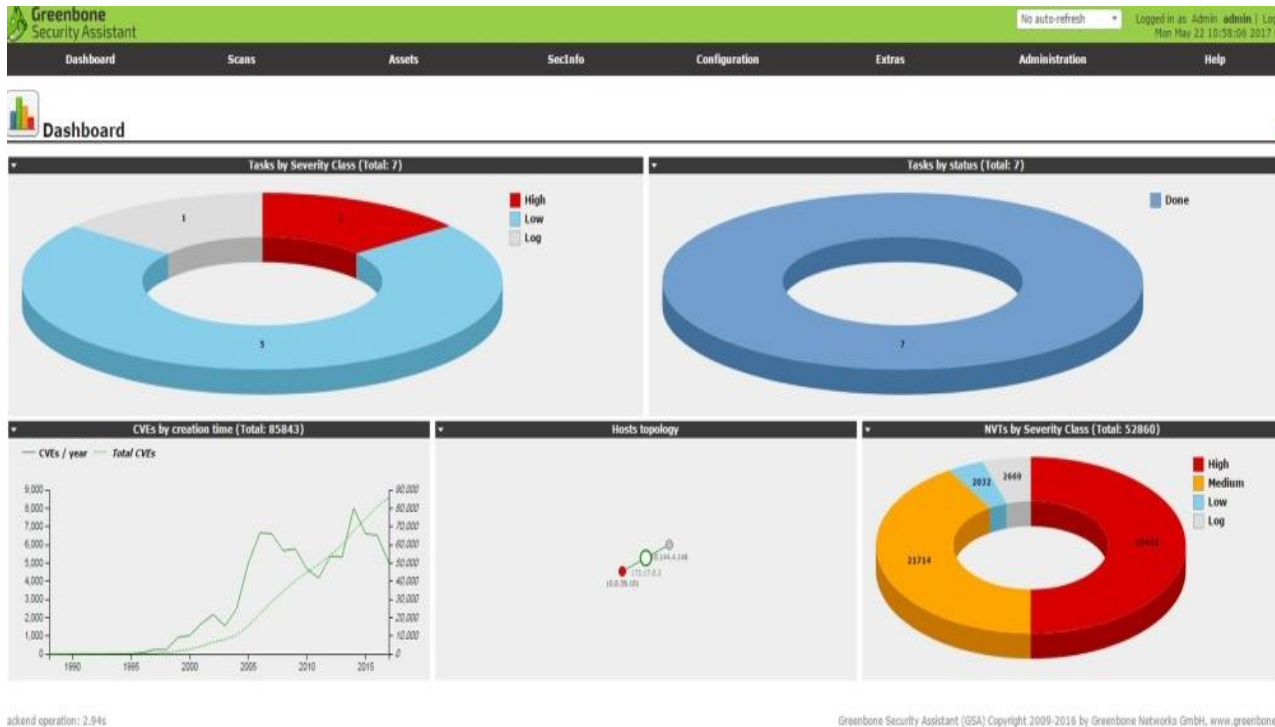 Greenbone
Security Assistant
No auto-refresh
Logged in as Admin admin |
Mon May 22 10:58:06 2017
Dashboard
Scans
Assets
SecInfo
Configuration
Extras
Administration
Help
Dashboard
Tasks by Severity Class (Total: 7)
1
5
High
Low
Log
Tasks by status (Total: 7)
7
Done
CVEs by creation time (Total: 85843)
CVEs / year
Total CVEs
9,000
8,000
7,000
6,000
5,000
4,000
3,000
2,000
1,000
0
90,000
80,000
70,000
60,000
50,000
40,000
30,000
20,000
10,000
0
1990
1995
2000
2005
2010
2015
Hosts topology
NVTs by Severity Class (Total: 52860)
21714
2032
2669
High
Medium
Low
Log
ackend operation: 2.94s
Greenbone Security Assistant (GSA) Copyright 2009-2016 by Greenbone Networks GmbH, www.greenbone